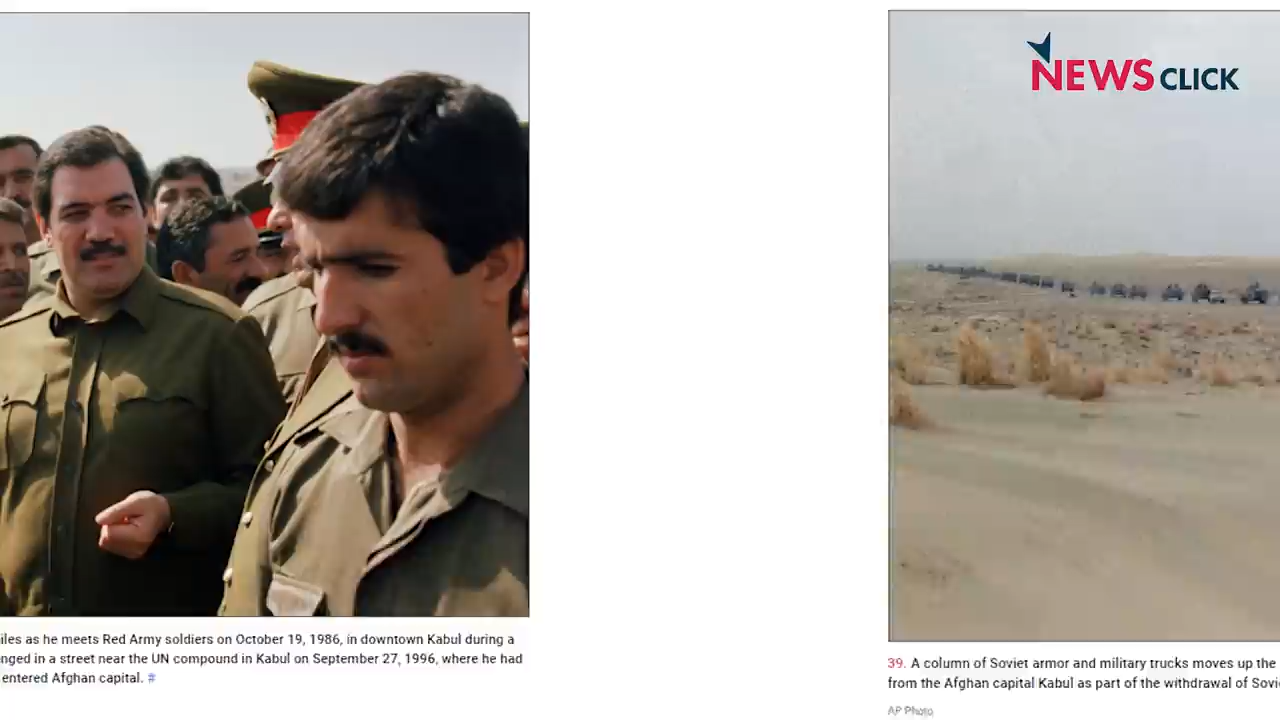 NEWS CLICK
iles as he meets Red Army soldiers on October 19, 1986, in downtown Kabul during a
nged in a street near the UN compound in Kabul on September 27, 1996, where he had
entered Afghan capital. #
39. A column of Soviet armor and military trucks moves up the
from the Afghan capital Kabul as part of the withdrawal of Sovi
AP Photo